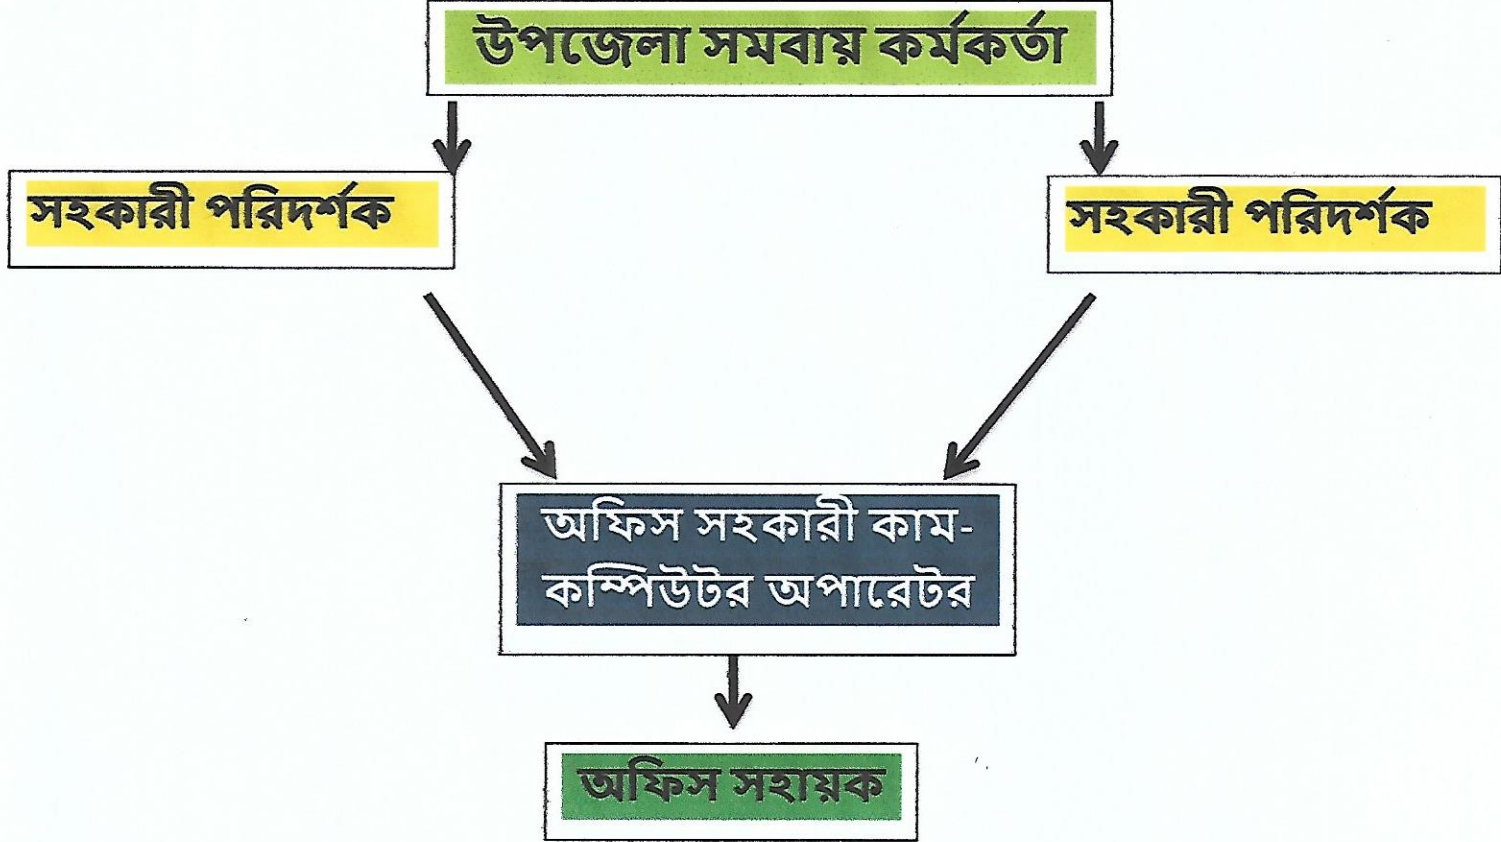 উপজেলা সমবায় কর্মকর্তা
সহকারী পরিদর্শক
সহকারী পরিদর্শক
অফিস সহকারী কাম-
কম্পিউটর অপারেটর
অফিস সহায়ক